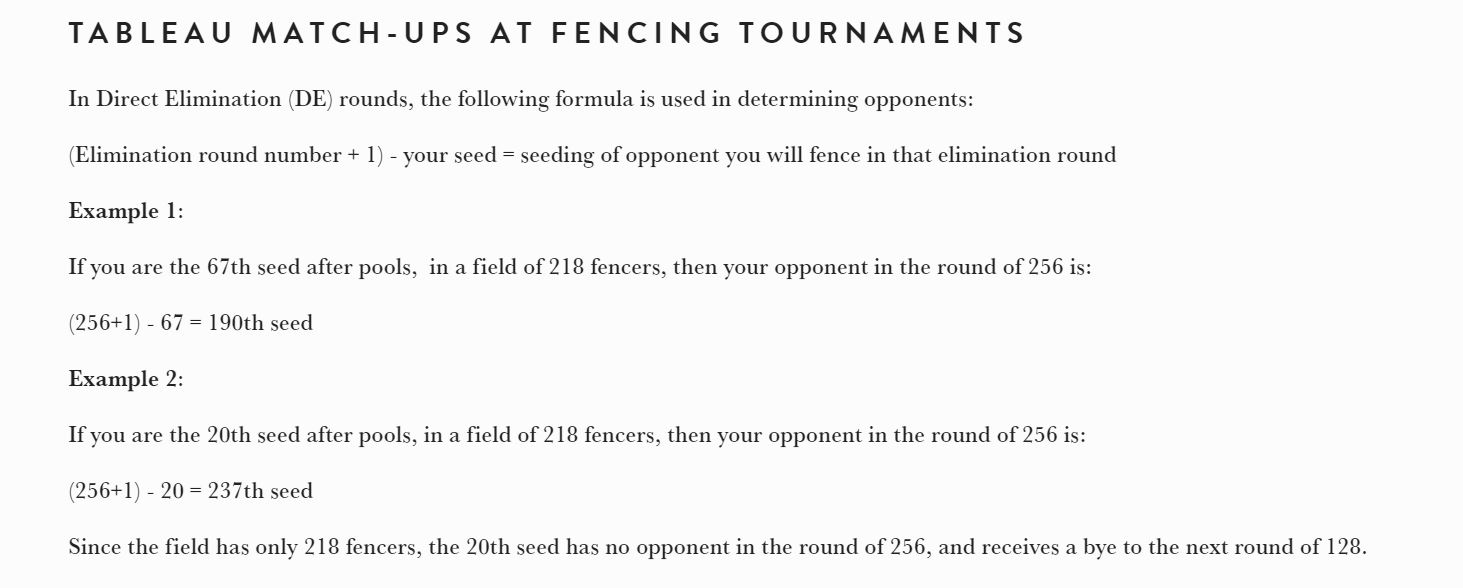 TABLEAU MATCH-UPS AT FENCING TOURNAMENTS
In Direct Elimination (DE) rounds, the following formula is used in determining opponents:
(Elimination round number + 1) - your seed = seeding of opponent you will fence in that elimination round
Example 1:
If you are the 67th seed after pools,  in a field of 218 fencers, then your opponent in the round of 256 is:
(256+1) - 67 = 190th seed
Example 2:
If you are the 20th seed after pools, in a field of 218 fencers, then your opponent in the round of 256 is:
(256+1) - 20 = 237th seed
Since the field has only 218 fencers, the 20th seed has no opponent in the round of 256, and receives a bye to the next round of 128.